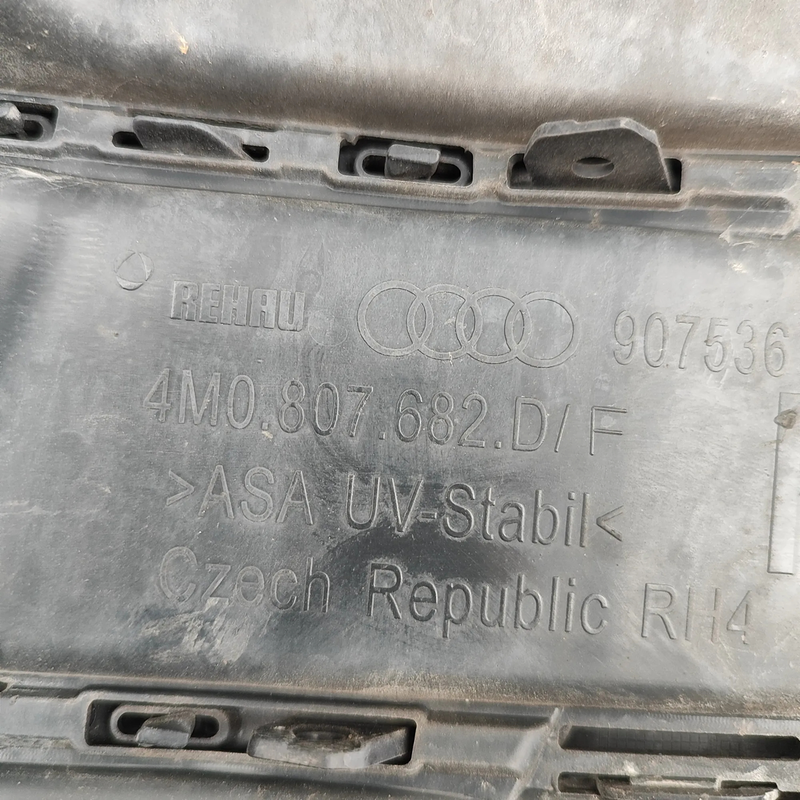 REHAU 907536
4M0.807.682.D/F
>ASA UV-Stabil<
Czech Republic RH4